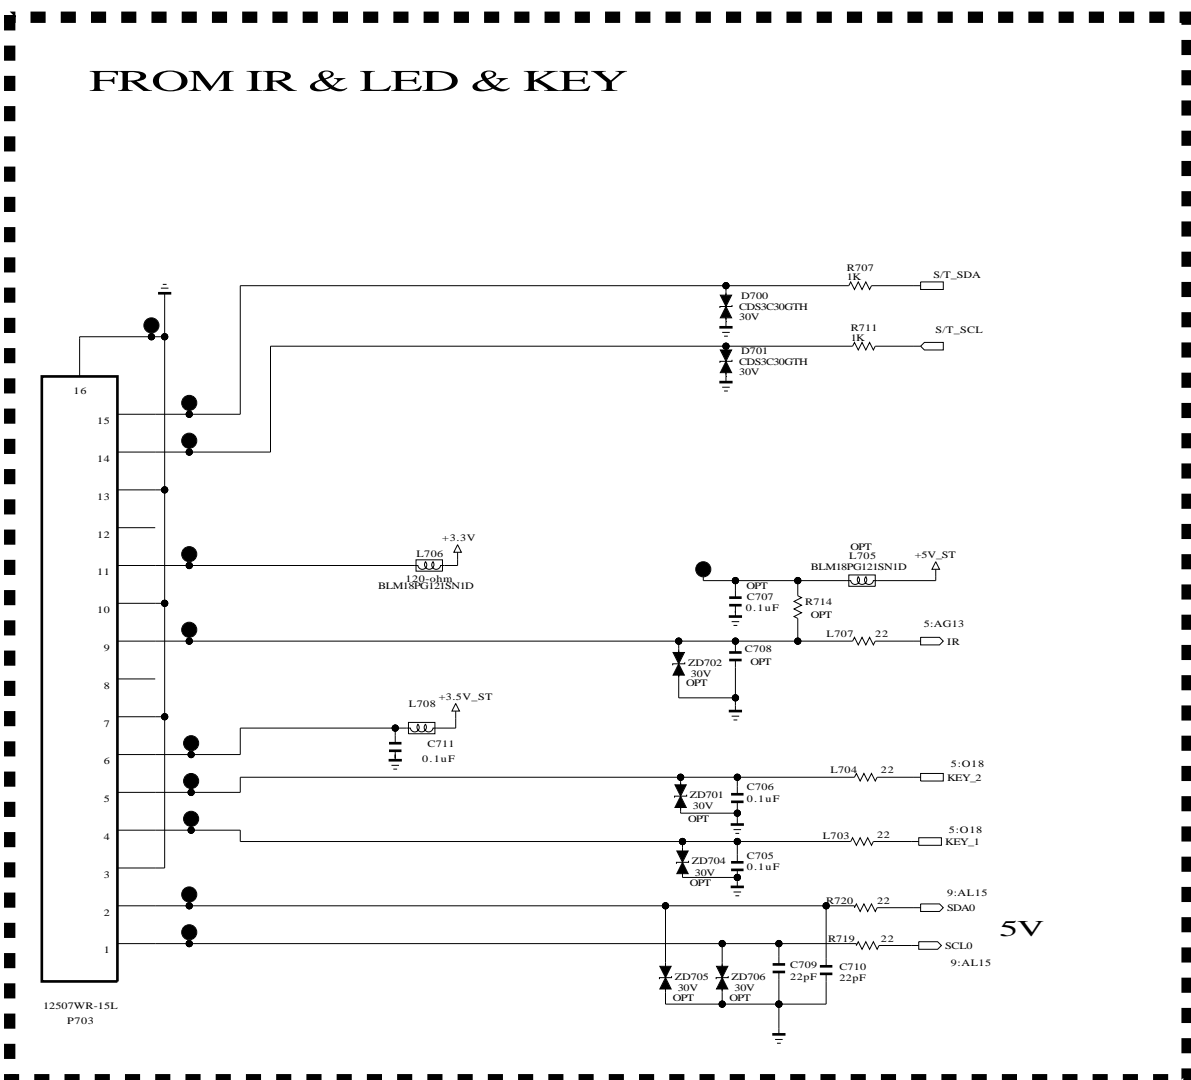 FROM IR & LED & KEY
R707
1K
S/T_SDA
D700
CDS3C30GTH
30V
R711
1K
S/T_SCL
D701
CDS3C30GTH
30V
16
15
14
13
12
11
10
9
8
7
6
5
4
3
2
1
+3.3V
L706
120-ohm
BLM18PG121SN1D
OPT
L705
BLM18PG121SN1D
+5V_ST
OPT
C707
0.1uF
R714
OPT
5:AG13
L707
22
IR
C708
OPT
ZD702
30V
OPT
+3.5V_ST
L708
C711
0.1uF
5:O18
L704
22
KEY_2
ZD701
30V
OPT
C706
0.1uF
5:O18
L703
22
KEY_1
ZD704
30V
OPT
C705
0.1uF
9:AL15
R720
22
SDA0
5V
R719
22
SCL0
9:AL15
ZD705
30V
OPT
ZD706
30V
OPT
C709
22pF
C710
22pF
12507WR-15L
P703